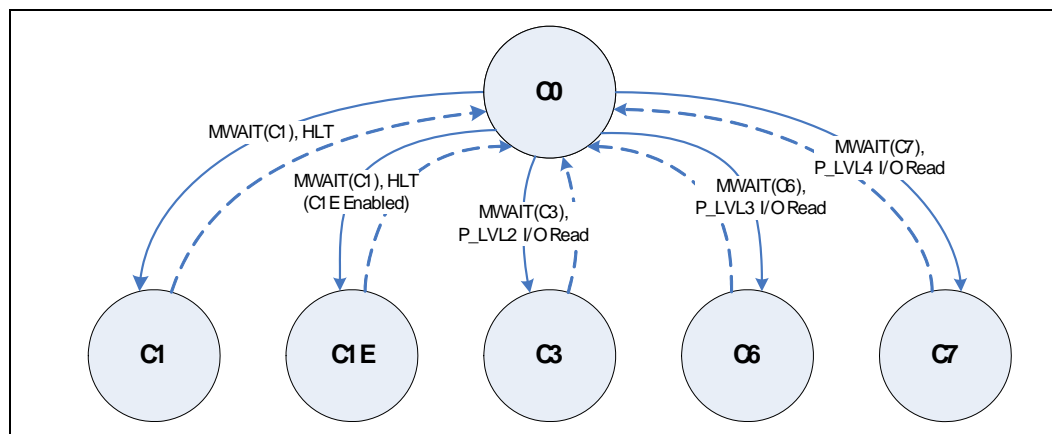 C0
MWAIT(C1), HLT
MWAIT(C1), HLT
(C1E Enabled)
MWAIT(C3),
P_LVL2 I/O Read
MWAIT(C6),
P_LVL3 I/O Read
MWAIT(C7),
P_LVL4 I/O Read
C1
C1E
C3
C6
C7